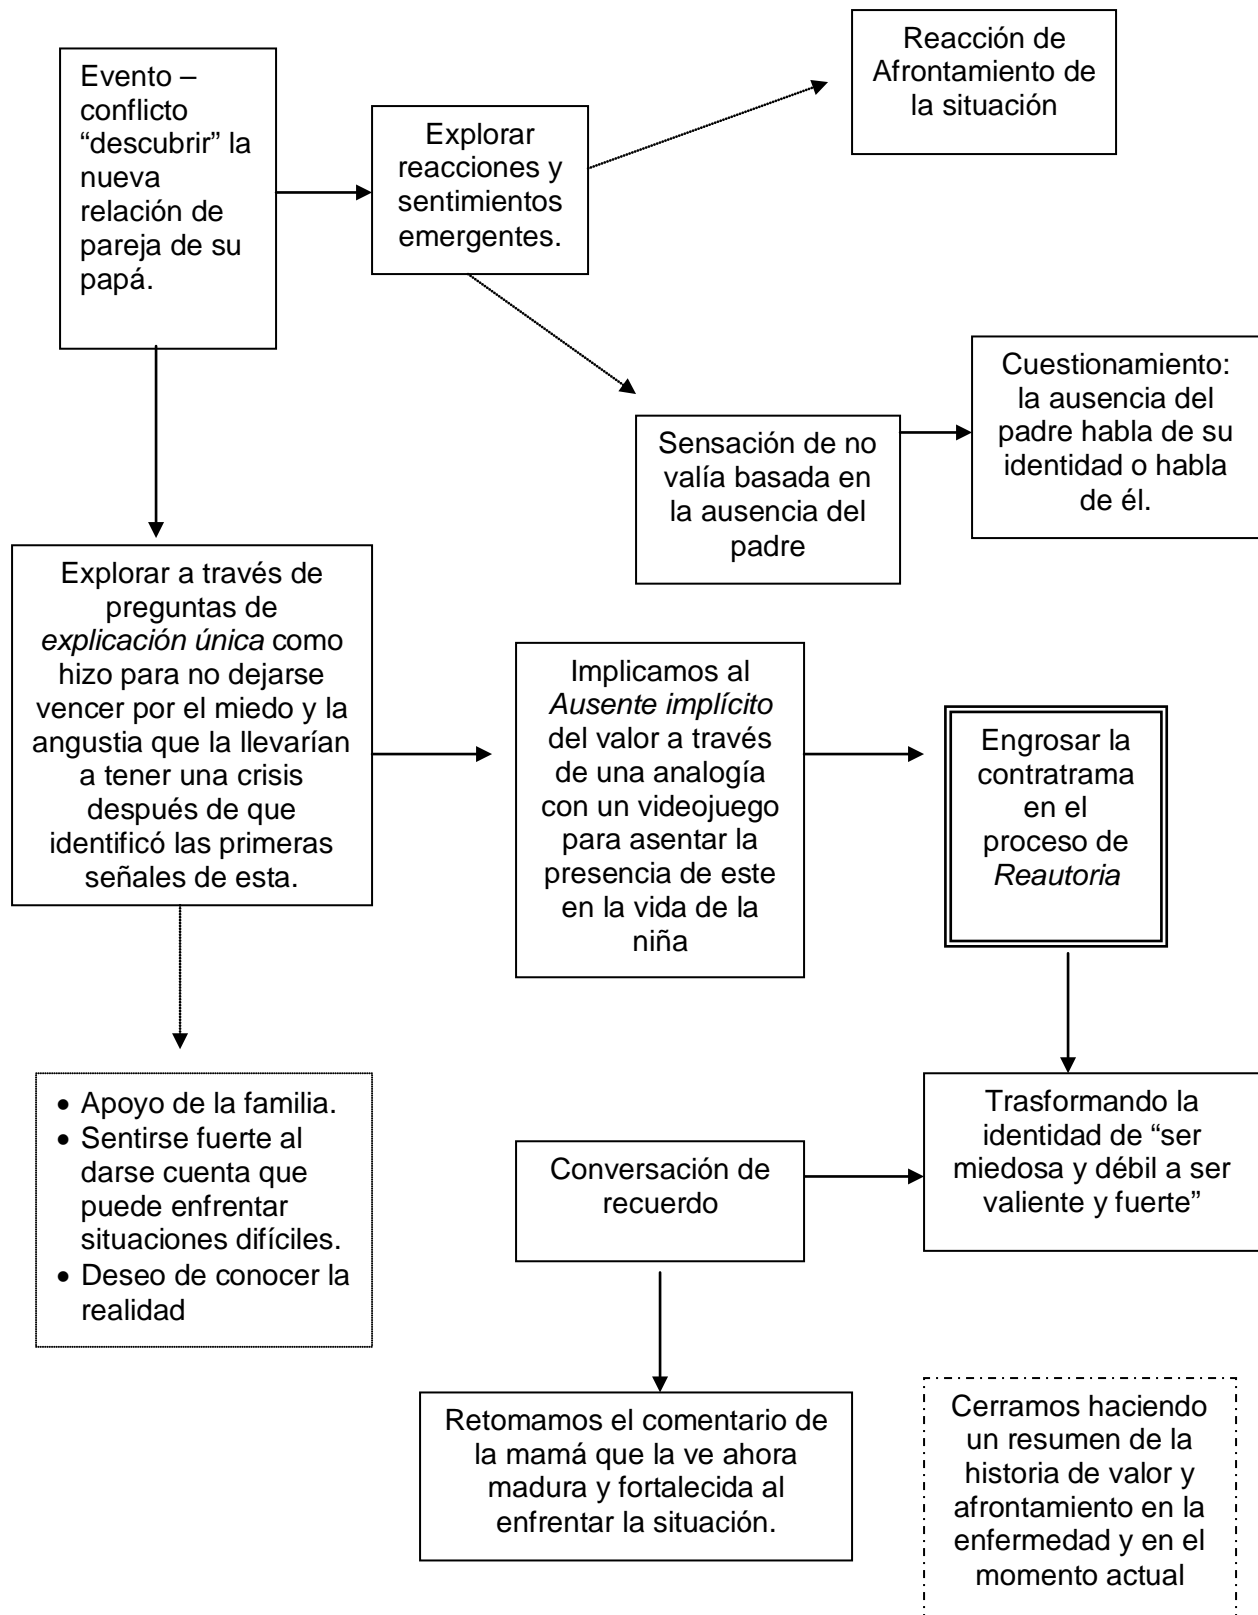 Evento –
conflicto
“descubrir” la
nueva
relación de
pareja de su
papá.
Explorar
reacciones y
sentimientos
emergentes.
Reacción de
Afrontamiento de
la situación
Sensación de no
valía basada en
la ausencia del
padre
Cuestionamiento:
la ausencia del
padre habla de su
identidad o habla
de él.
Explorar a través de
preguntas de
explicación única como
hizo para no dejarse
vencer por el miedo y la
angustia que la llevarían
a tener una crisis
después de que
identificó las primeras
señales de esta.
Implicamos al
Ausente implícito
del valor a través
de una analogía
con un videojuego
para asentar la
presencia de este
en la vida de la
niña
Engrosar la
contratrama
en el
proceso de
Reautoria
• Apoyo de la familia.
• Sentirse fuerte al
darse cuenta que
puede enfrentar
situaciones difíciles.
• Deseo de conocer la
realidad
Conversación de
recuerdo
Trasformando la
identidad de “ser
miedosa y débil a ser
valiente y fuerte”
Retomamos el comentario de
la mamá que la ve ahora
madura y fortalecida al
enfrentar la situación.
Cerramos haciendo
un resumen de la
historia de valor y
afrontamiento en la
enfermedad y en el
momento actual